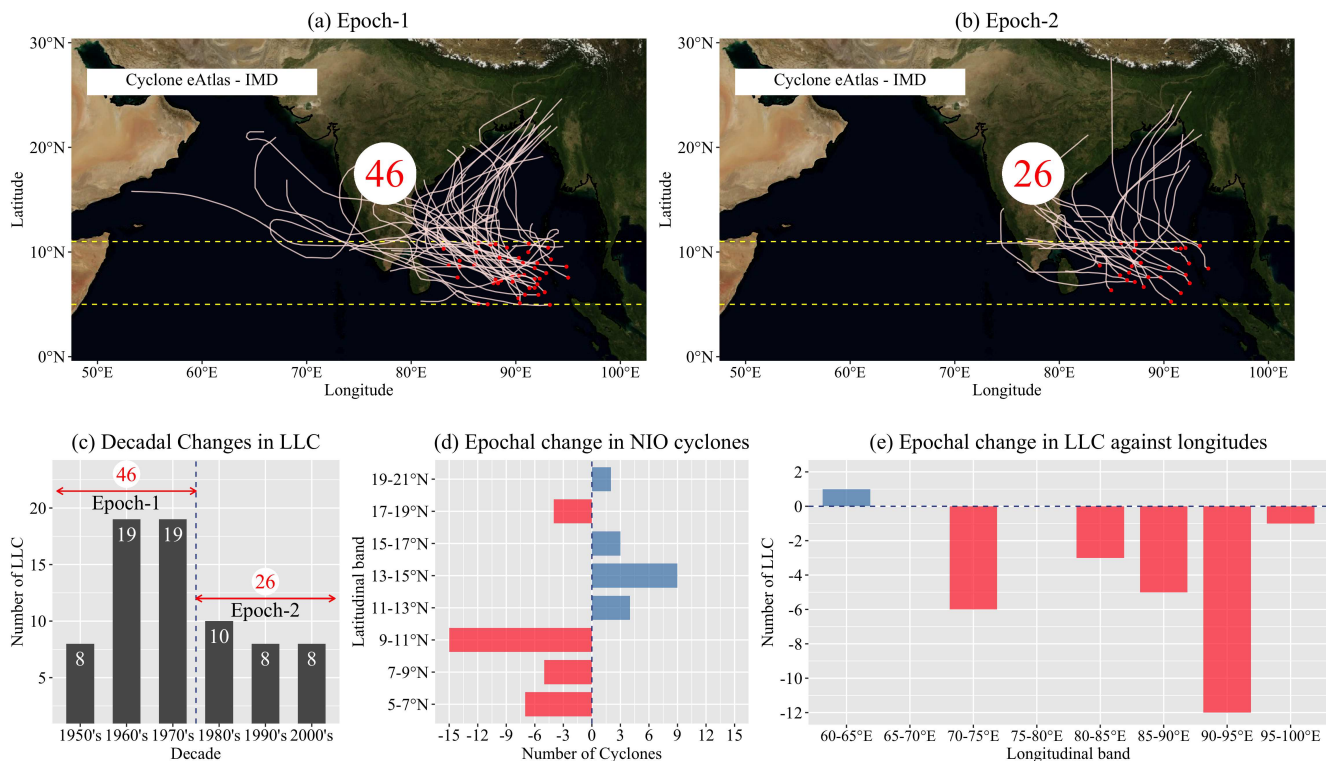 (a) Epoch-1
(b) Epoch-2
30°N
20°N
10°N
0°N
Latitude
Cyclone eAtlas - IMD
46
50°E 60°E 70°E 80°E 90°E 100°E
Longitude
30°N
20°N
10°N
0°N
Latitude
Cyclone eAtlas - IMD
26
50°E 60°E 70°E 80°E 90°E 100°E
Longitude
(c) Decadal Changes in LLC
Number of LLC
20
15
10
5
46
Epoch-1
26
Epoch-2
8 19 19 10 8 8
1950's 1960's 1970's 1980's 1990's 2000's
Decade
(d) Epochal change in NIO cyclones
Latitudinal band
19-21°N
17-19°N
15-17°N
13-15°N
11-13°N
9-11°N
7-9°N
5-7°N
-15 -12 -9 -6 -3 0 3 6 9 12 15
Number of Cyclones
(e) Epochal change in LLC against longitudes
Number of LLC
2
0
-2
-4
-6
-8
-10
-12
60-65°E 65-70°E 70-75°E 75-80°E 80-85°E 85-90°E 90-95°E 95-100°E
Longitudinal band